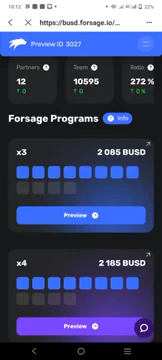 10:12
22%
https://busd.forsage.io/...
Preview ID 3027
Partners Team Ratio
12 10595 272 %
↑ 0 ↑ 0 ↑ 0
Forsage Programs Info
x3 2 085 BUSD
Preview
x4 2 185 BUSD
Preview